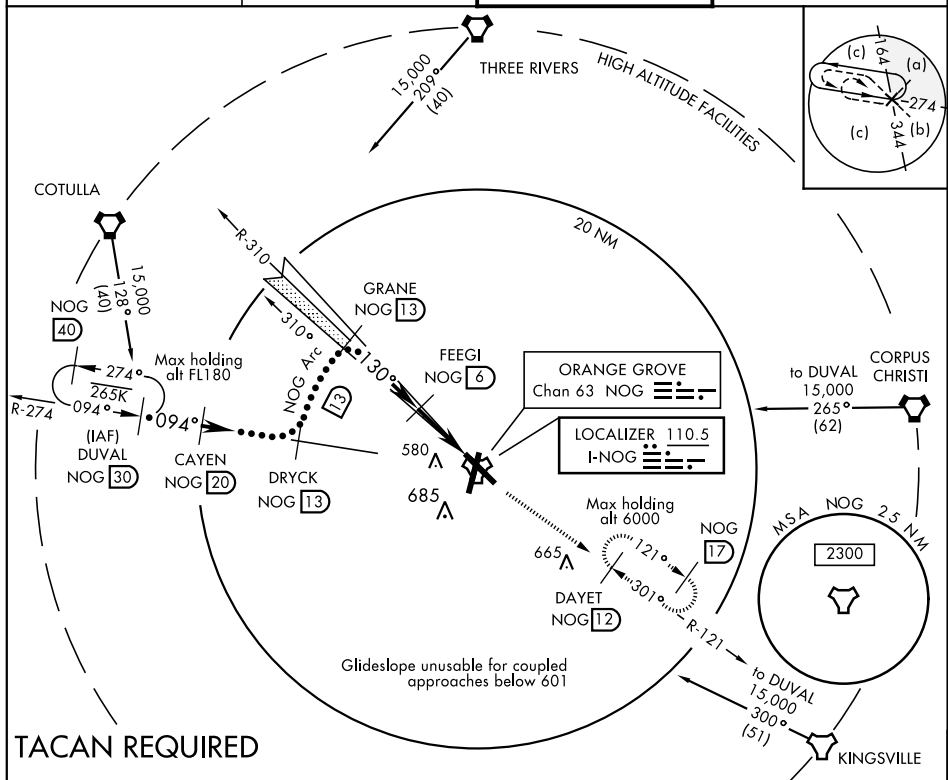 THREE RIVERS
HIGH ALTITUDE FACILITIES
15,000
209°
(40)
(c)
164
(a)
274
(c)
344
(b)
COTULLA
15,000
128°
(40)
20 NM
R-310
310°
GRANE
NOG 13
NOG
40
Max holding
alt FL180
NOG Arc
13
130°
FEEGI
NOG 6
ORANGE GROVE
Chan 63 NOG
LOCALIZER 110.5
I-NOG
CORPUS
CHRISTI
to DUVAL
15,000
265°
(62)
274°
265K
094°
R-274
094°
(IAF)
DUVAL
NOG 30
CAYEN
NOG 20
DRYCK
NOG 13
580
685
Max holding
alt 6000
NOG
17
665
121°
301°
DAYET
NOG 12
R-121
MSA NOG 25 NM
2300
Glideslope unusable for coupled
approaches below 601
to DUVAL
15,000
300°
(51)
KINGSVILLE
TACAN REQUIRED